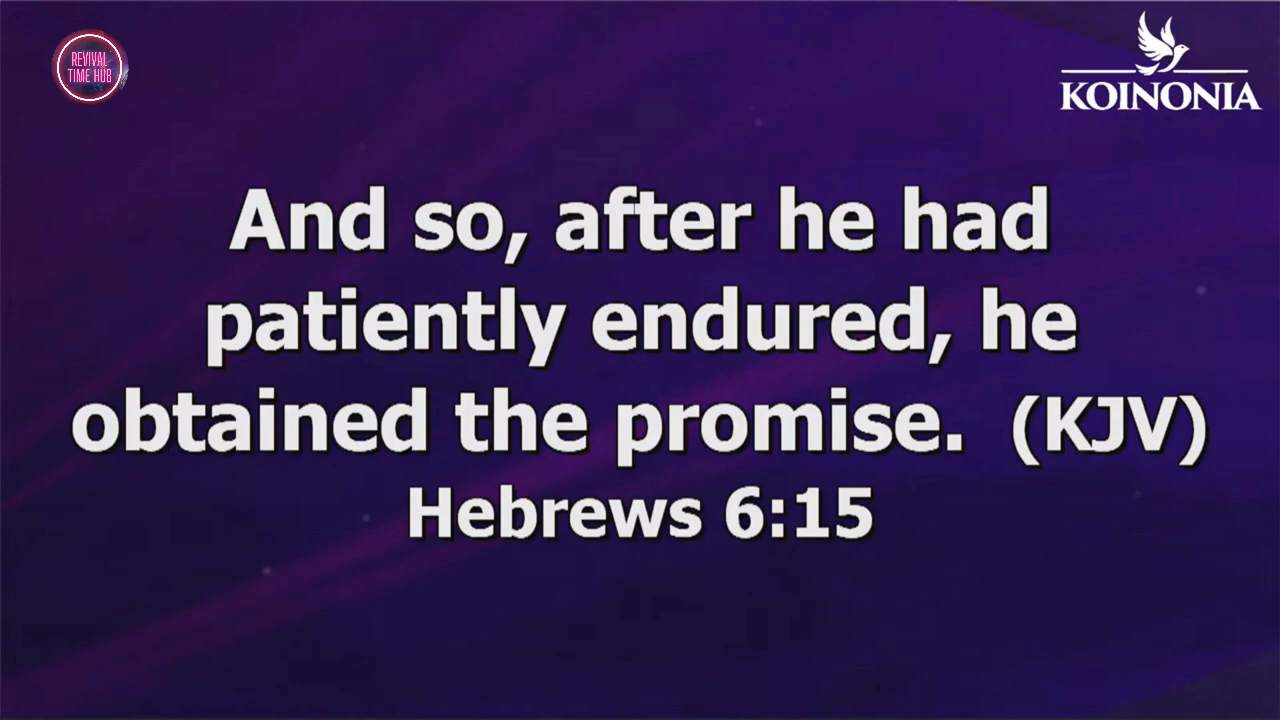 REVIVAL
TIME HUB
KOINONIA
And so, after he had
patiently endured, he
obtained the promise.  (KJV)
Hebrews 6:15